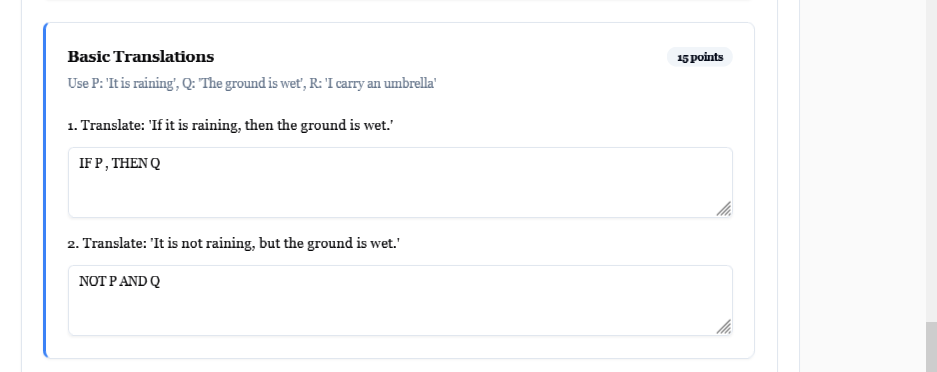 Basic Translations
15 points
Use P: 'It is raining', Q: 'The ground is wet', R: 'I carry an umbrella'
1. Translate: 'If it is raining, then the ground is wet.'
IF P , THEN Q
2. Translate: 'It is not raining, but the ground is wet.'
NOT P AND Q